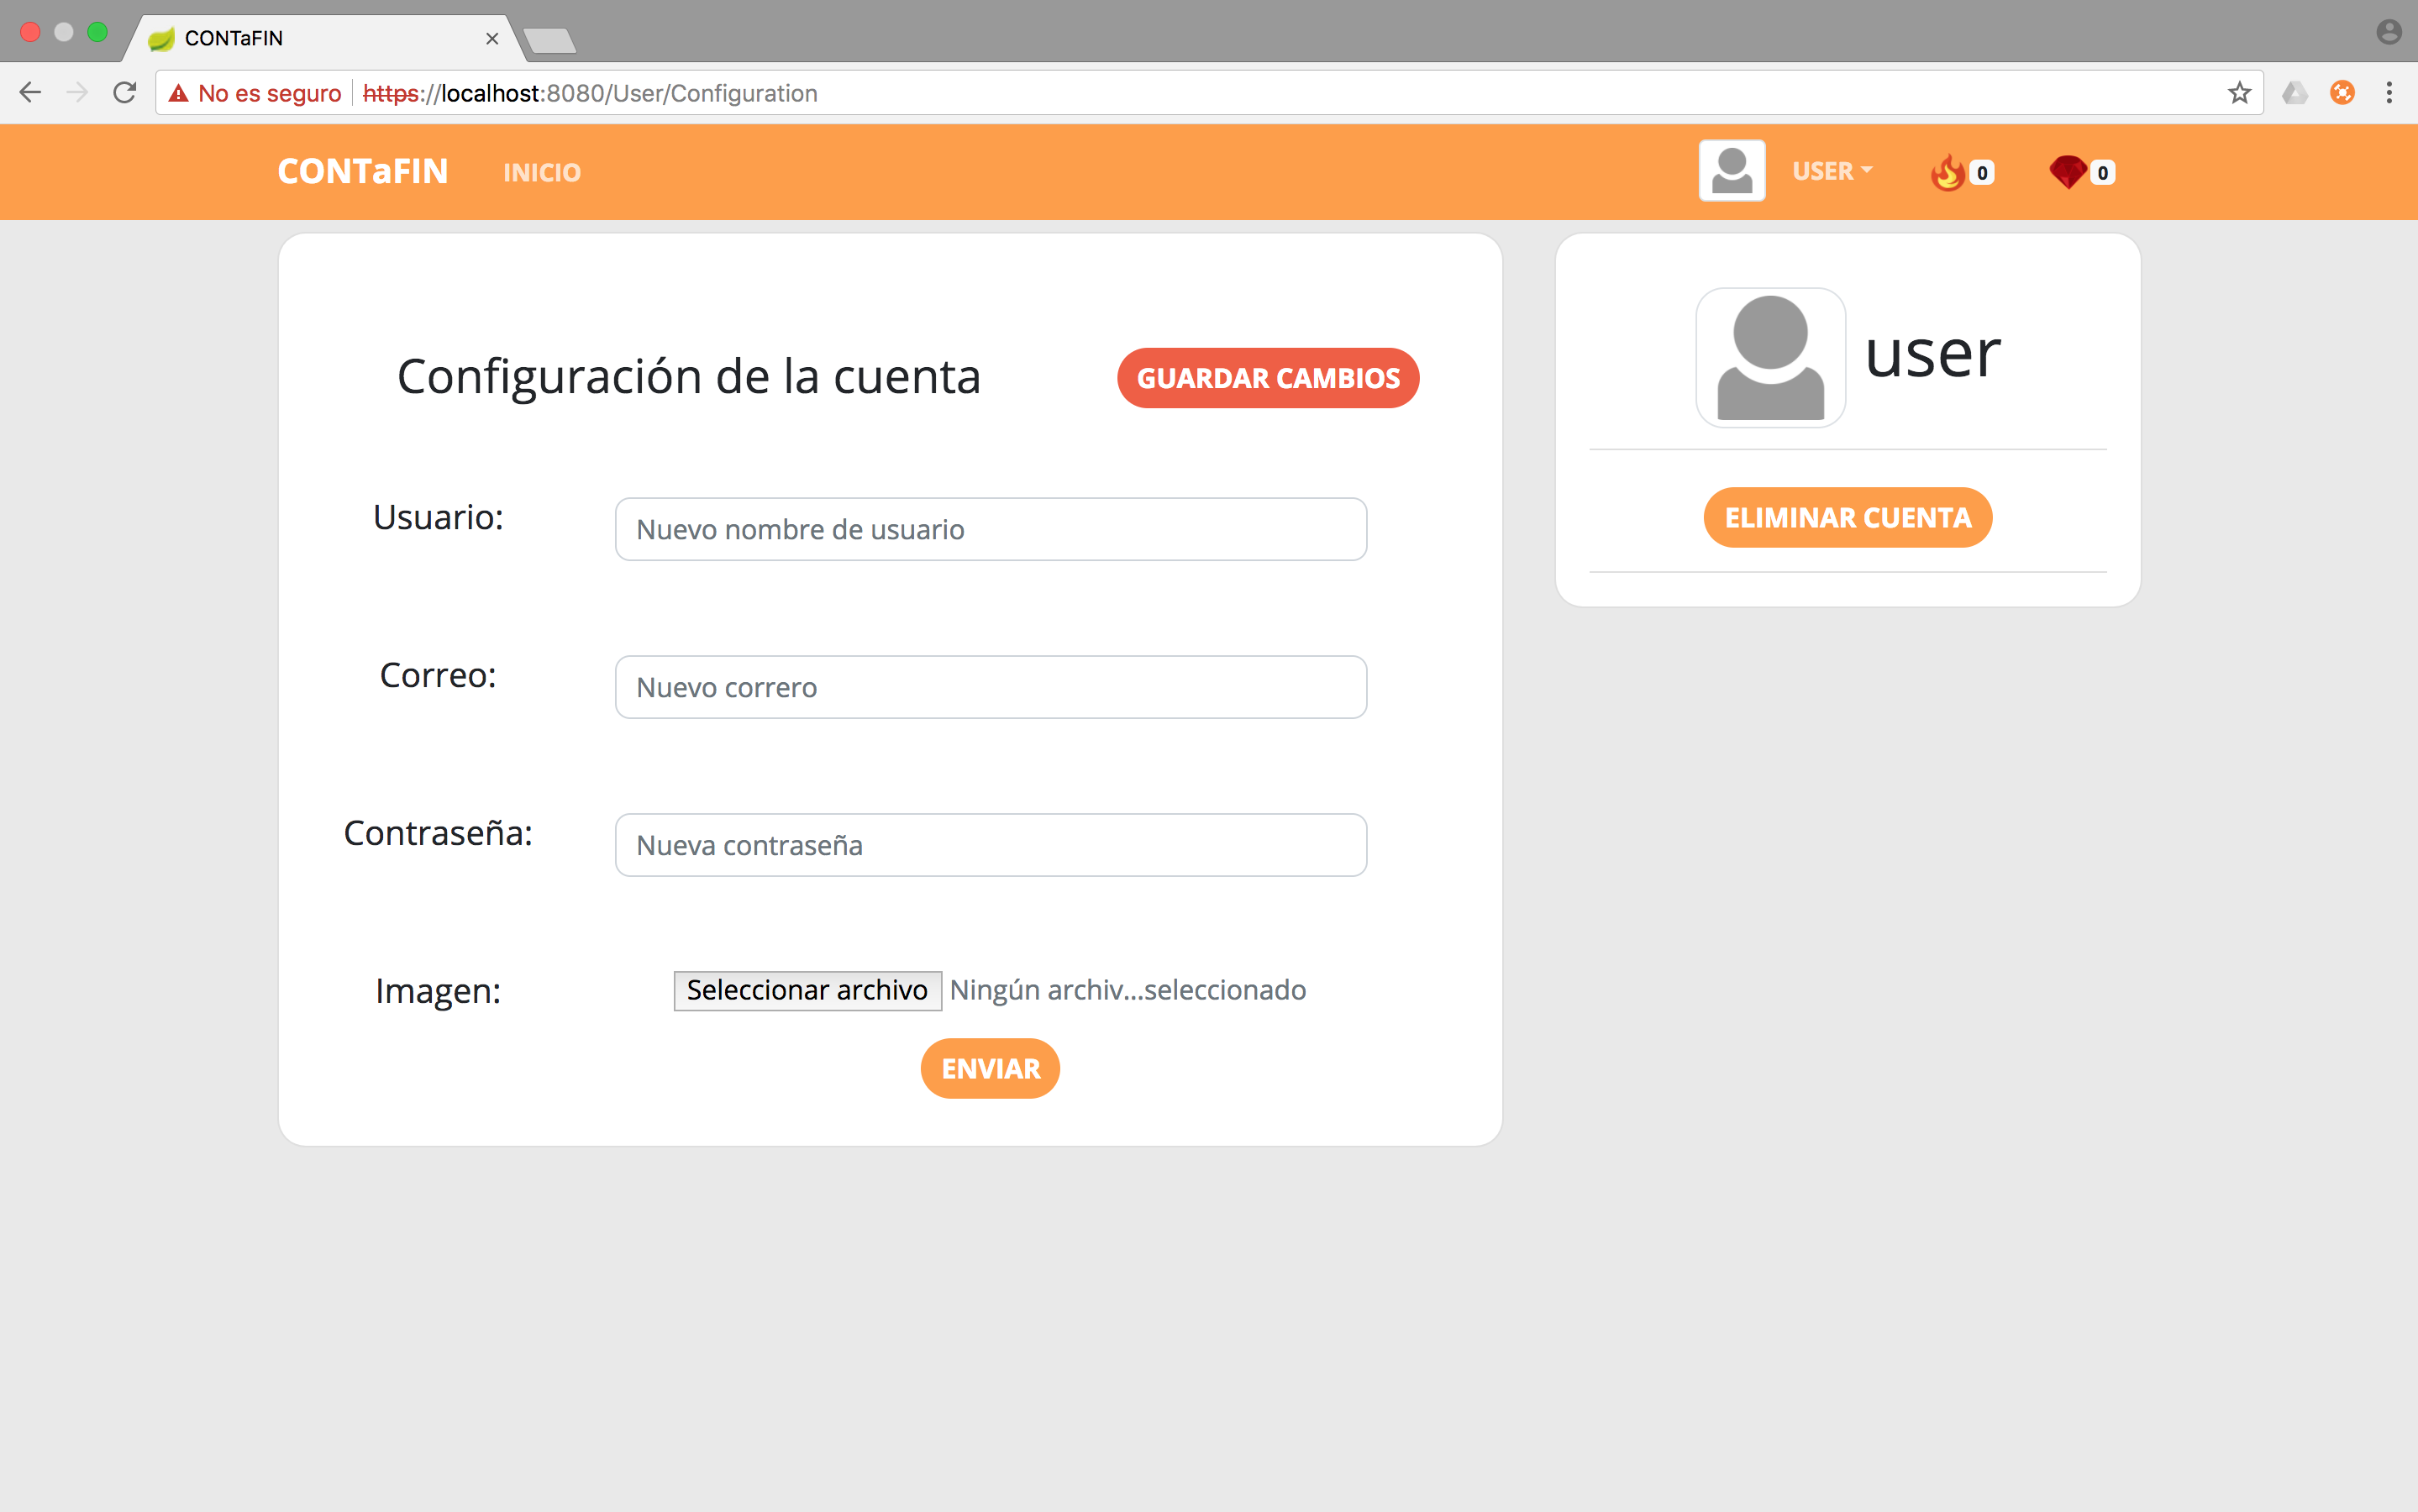 CONTaFIN
No es seguro https://localhost:8080/User/Configuration
CONTaFIN INICIO USER 0 0
Configuración de la cuenta GUARDAR CAMBIOS
Usuario: Nuevo nombre de usuario
Correo: Nuevo correro
Contraseña: Nueva contraseña
Imagen: Seleccionar archivo Ningún archiv...seleccionado
ENVIAR
user
ELIMINAR CUENTA